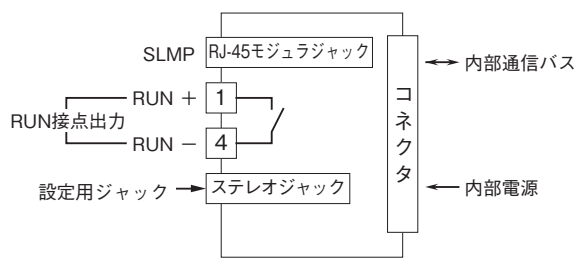 SLMP RJ-45モジュラジャック
内部通信バス
RUN + 1
RUN接点出力
RUN − 4
コネクタ
設定用ジャック ステレオジャック
内部電源